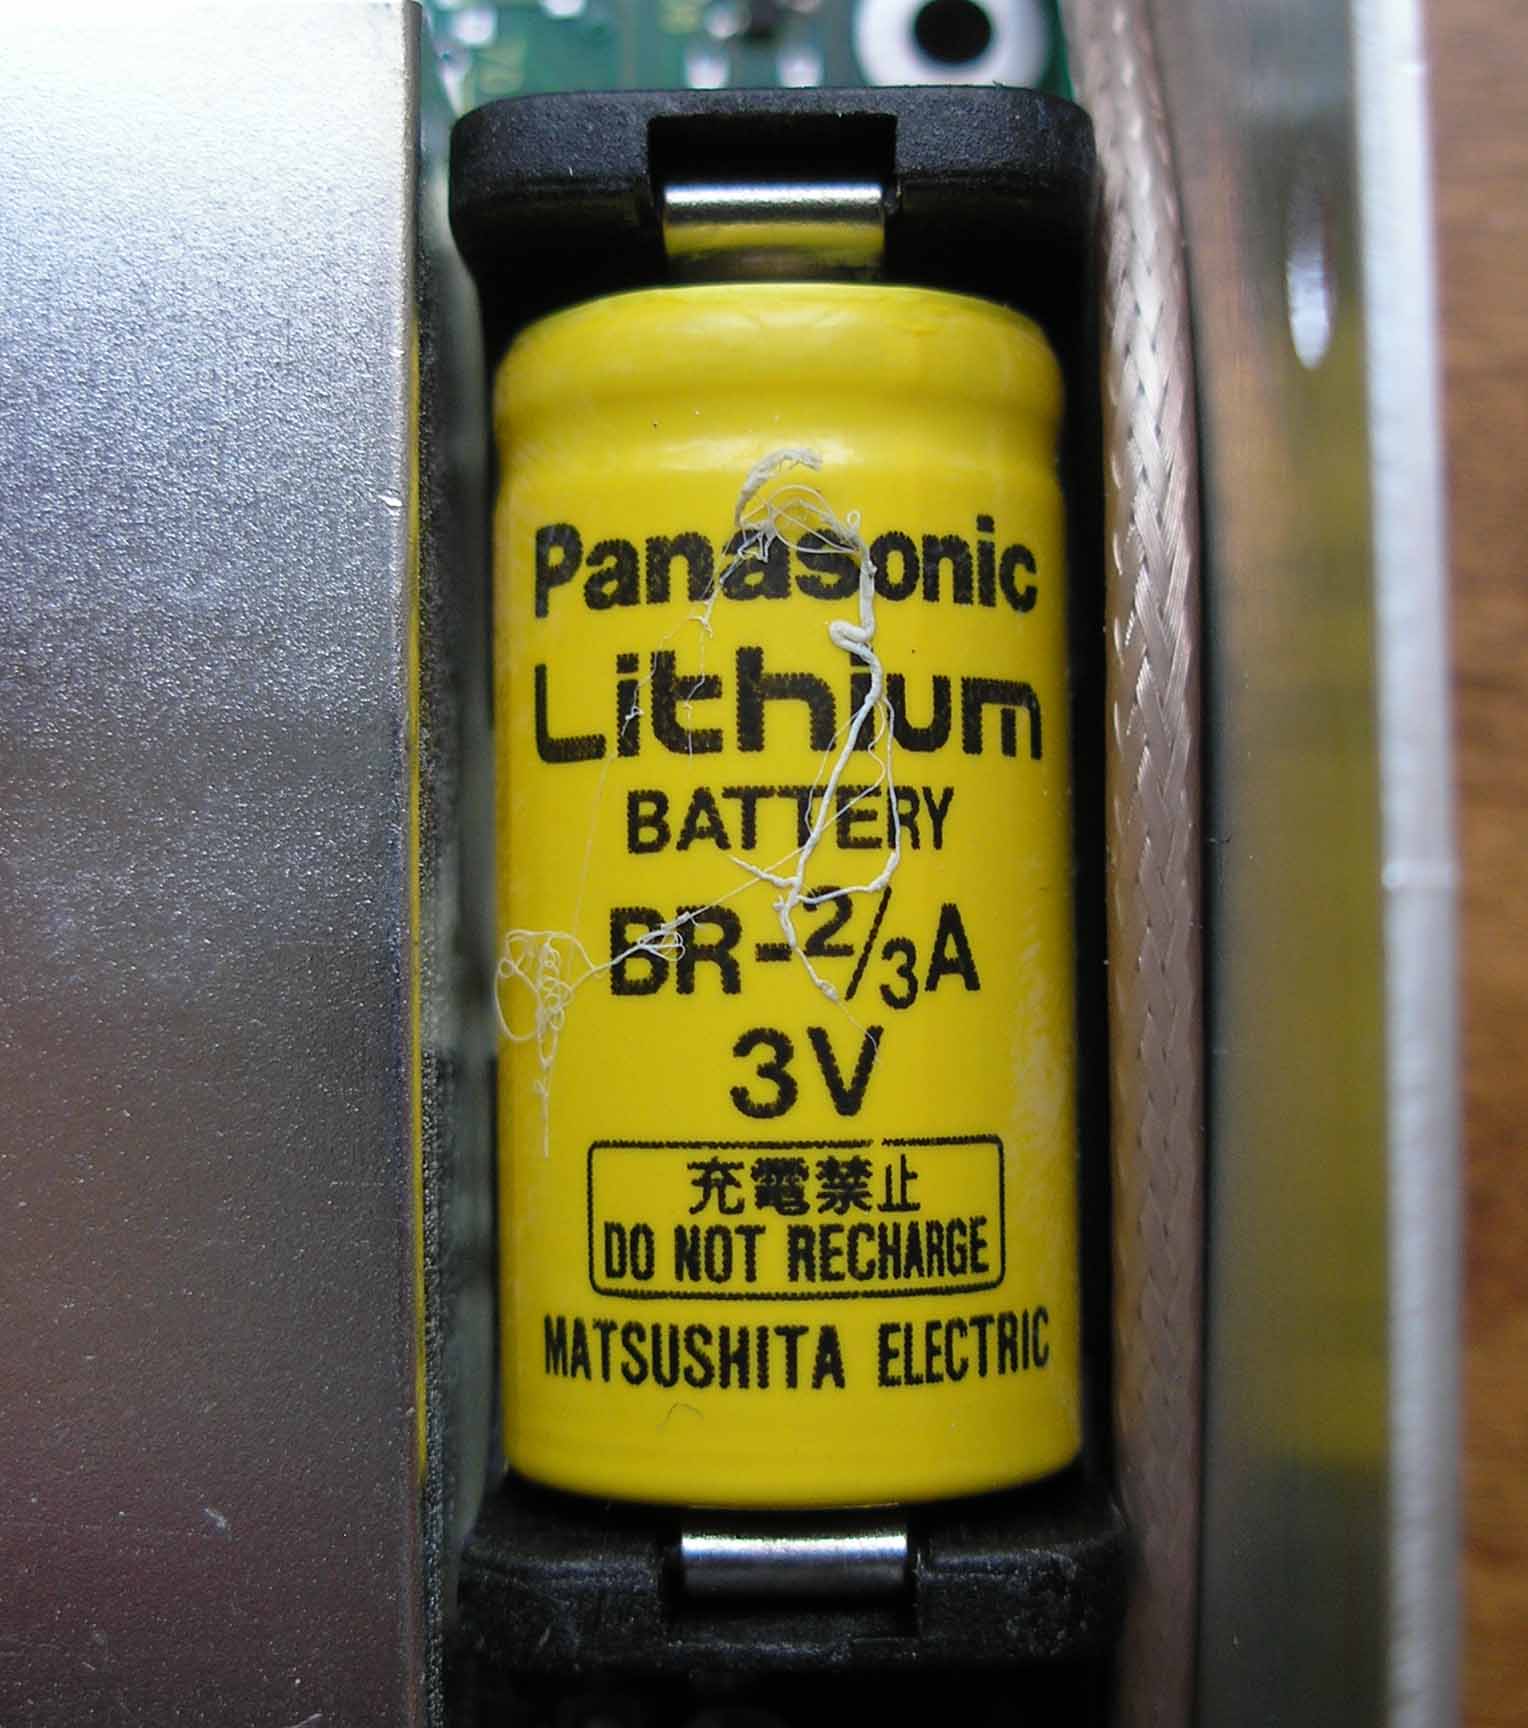 Panasonic
Lithium
BATTERY
BR-2/3A
3V
充電禁止
DO NOT RECHARGE
MATSUSHITA ELECTRIC